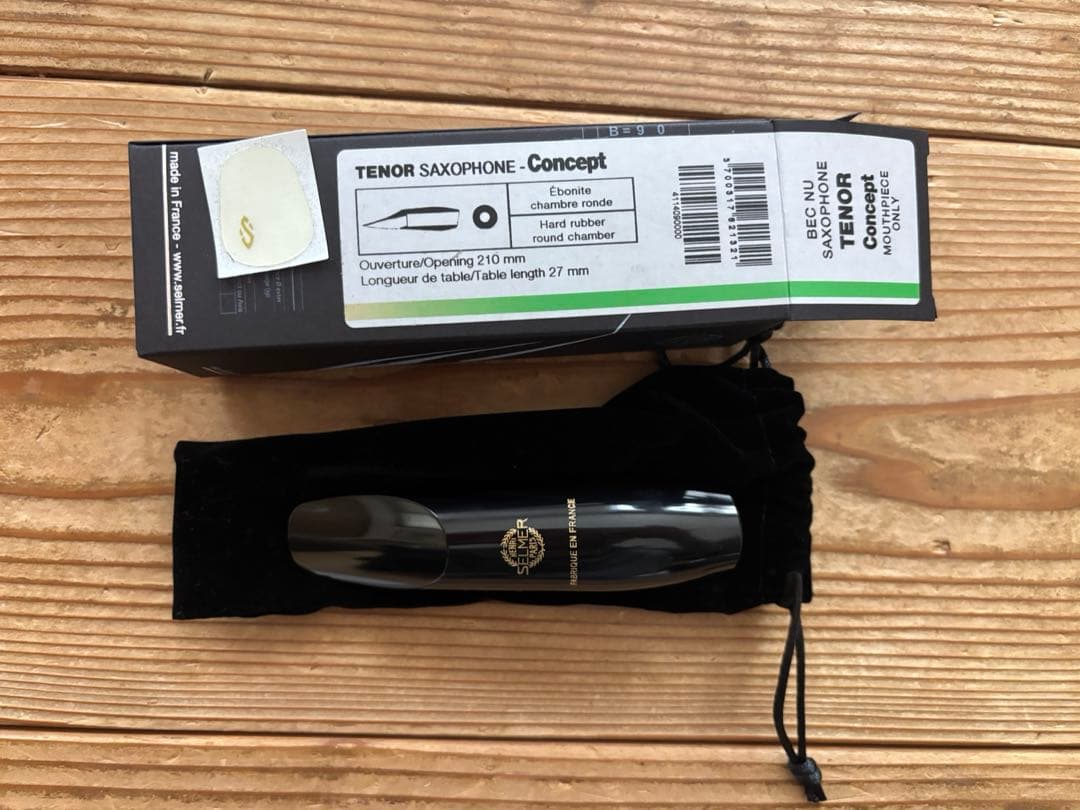 B=90
made in France - www.selmer.fr
S
TENOR SAXOPHONE - Concept
Ébonite
chambre ronde
Hard rubber
round chamber
Ouverture/Opening 210 mm
Longueur de table/Table length 27 mm
3700317821321
BEC NU
SAXOPHONE
TENOR
Concept
MOUTHPIECE
ONLY
HENRI
SELMER
PARIS
FABRIQUE EN FRANCE